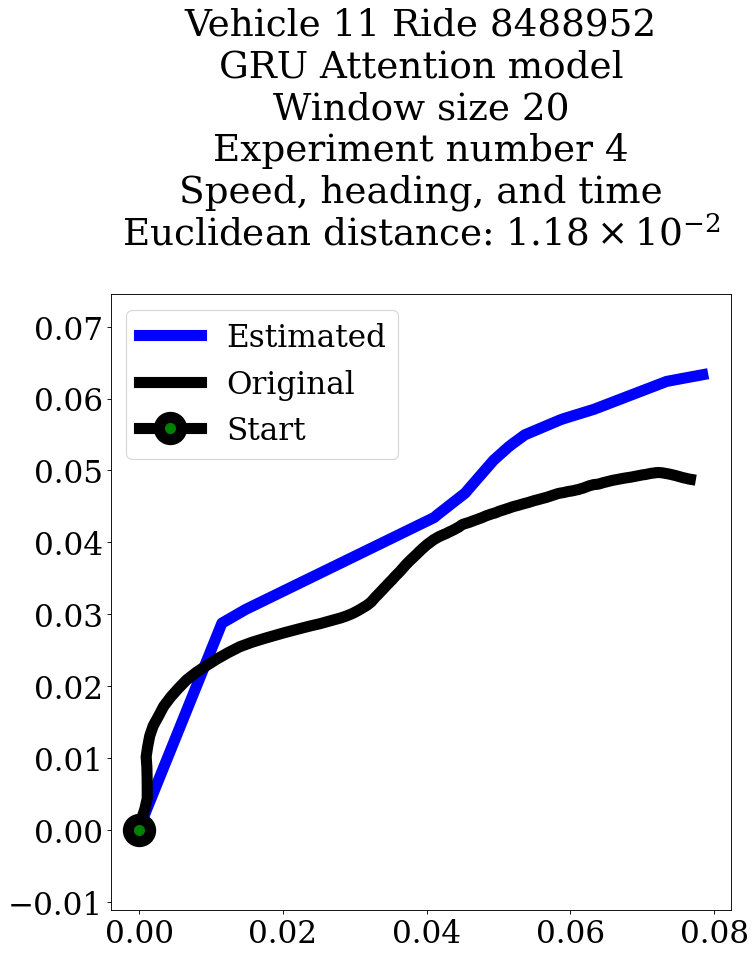 Vehicle 11 Ride 8488952
GRU Attention model
Window size 20
Experiment number 4
Speed, heading, and time
Euclidean distance: 1.18 × 10⁻²
0.07
0.06
0.05
0.04
0.03
0.02
0.01
0.00
−0.01
Estimated
Original
Start
0.00 0.02 0.04 0.06 0.08